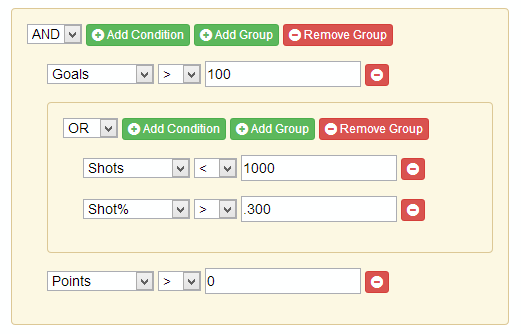 AND Add Condition Add Group Remove Group
Goals > 100
OR Add Condition Add Group Remove Group
Shots < 1000
Shot% > .300
Points > 0